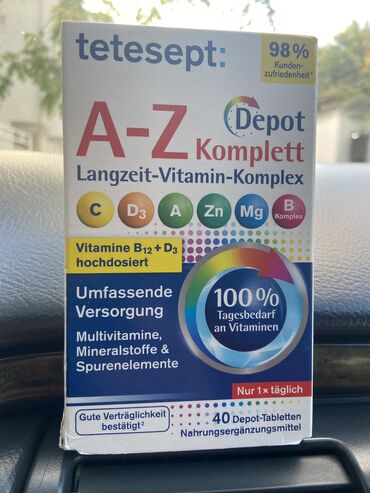 tetesept:
98%
Kunden-
zufriedenheit¹
A-Z Depot
Komplett
Langzeit-Vitamin-Komplex
C D₃ A Zn Mg B
Komplex
Vitamine B₁₂ + D₃
hochdosiert
Umfassende
Versorgung
Multivitamine,
Mineralstoffe &
Spurenelemente
100%
Tagesbedarf
an Vitaminen
Nur 1x täglich
Gute Verträglichkeit
bestätigt²
40 Depot-Tabletten
Nahrungsergänzungsmittel